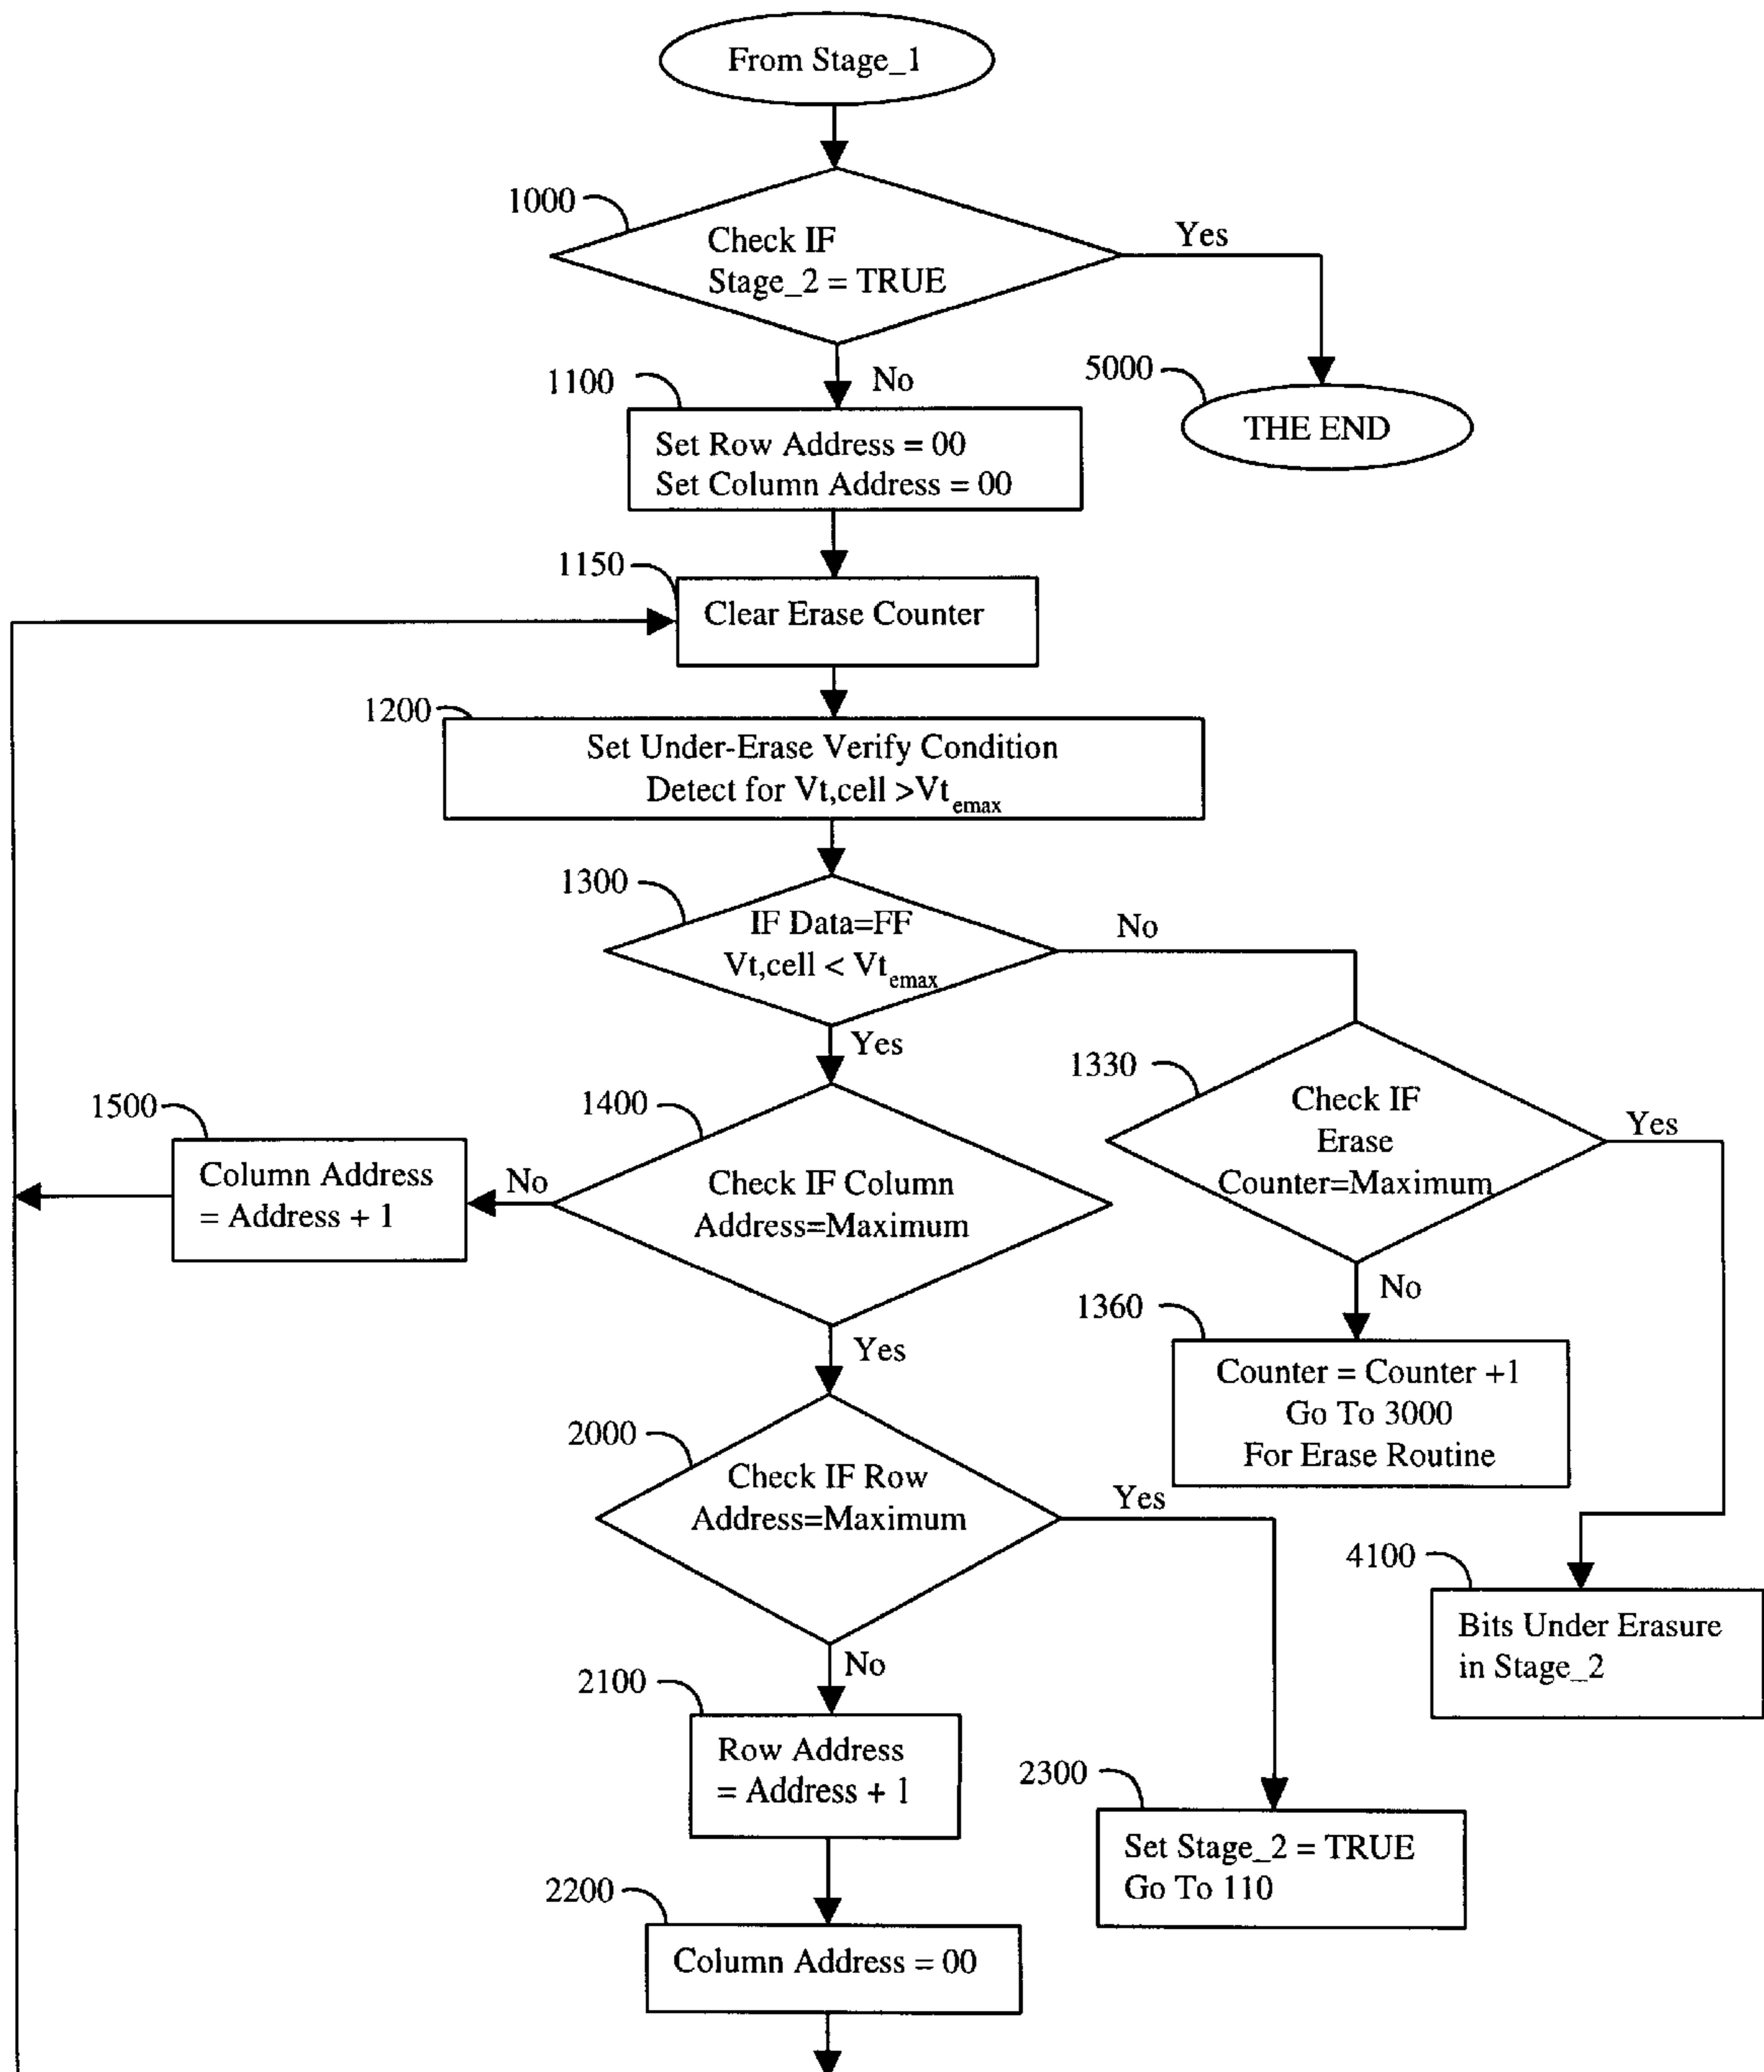 From Stage_1
1000
Check IF
Stage_2 = TRUE
Yes
No
5000
THE END
1100
Set Row Address = 00
Set Column Address = 00
1150
Clear Erase Counter
1200
Set Under-Erase Verify Condition
Detect for Vt,cell >Vt emax
1300
IF Data=FF
Vt,cell < Vt emax
No
Yes
1330
Check IF
Erase
Counter=Maximum
Yes
No
1400
Check IF Column
Address=Maximum
No
1500
Column Address
= Address + 1
Yes
1360
Counter = Counter +1
Go To 3000
For Erase Routine
2000
Check IF Row
Address=Maximum
Yes
4100
Bits Under Erasure
in Stage_2
No
2100
Row Address
= Address + 1
2300
Set Stage_2 = TRUE
Go To 110
2200
Column Address = 00